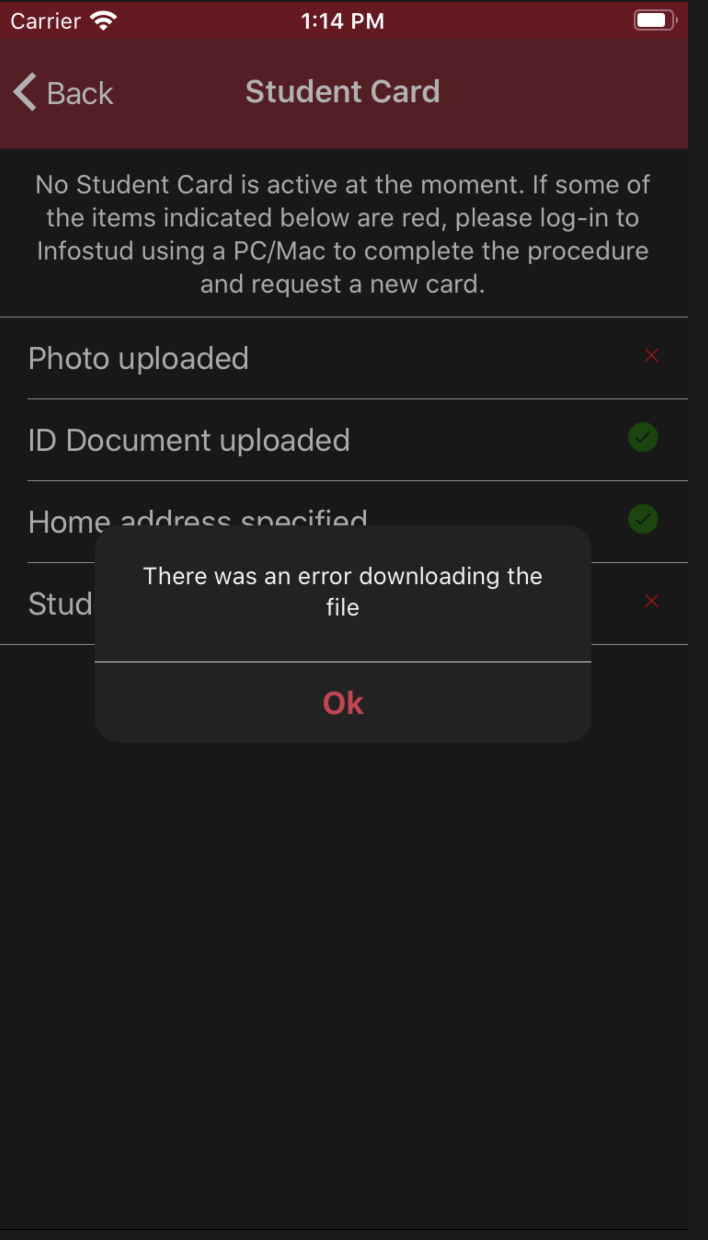 Carrier
1:14 PM
Back
Student Card
No Student Card is active at the moment. If some of
the items indicated below are red, please log-in to
Infostud using a PC/Mac to complete the procedure
and request a new card.
Photo uploaded
ID Document uploaded
Home address specified
Stud
There was an error downloading the
file
Ok